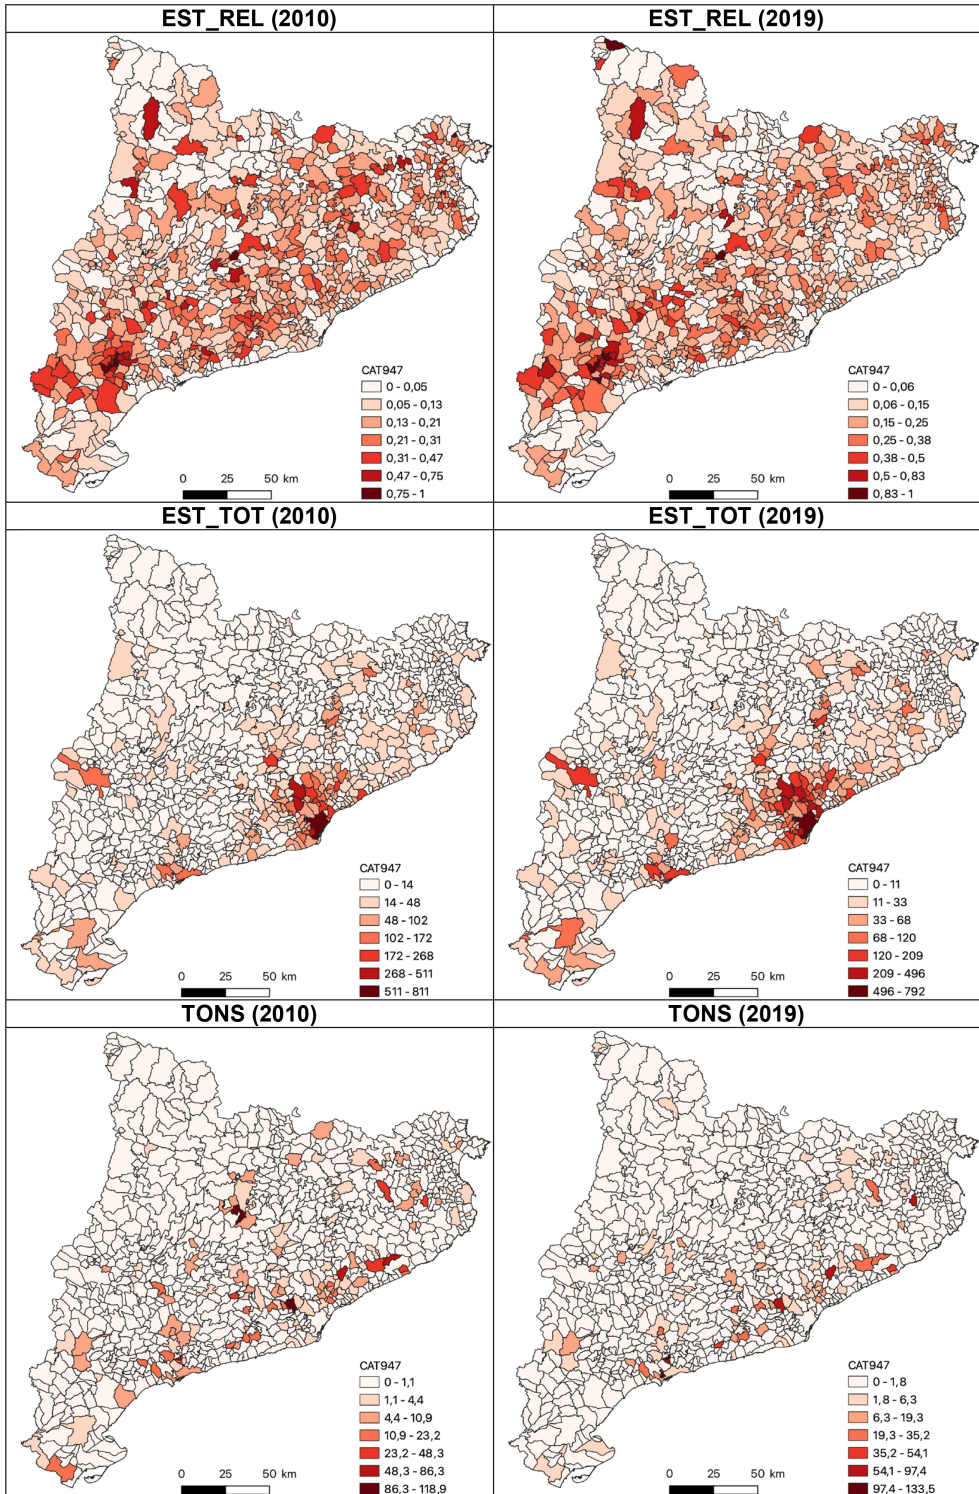 EST_REL (2010)
EST_REL (2019)
CAT947
0 - 0,05
0,05 - 0,13
0,13 - 0,21
0,21 - 0,31
0,31 - 0,47
0,47 - 0,75
0,75 - 1
0 25 50 km
CAT947
0 - 0,06
0,06 - 0,15
0,15 - 0,25
0,25 - 0,38
0,38 - 0,5
0,5 - 0,83
0,83 - 1
0 25 50 km
EST_TOT (2010)
EST_TOT (2019)
CAT947
0 - 14
14 - 48
48 - 102
102 - 172
172 - 268
268 - 511
511 - 811
0 25 50 km
CAT947
0 - 11
11 - 33
33 - 68
68 - 120
120 - 209
209 - 496
496 - 792
0 25 50 km
TONS (2010)
TONS (2019)
CAT947
0 - 1,1
1,1 - 4,4
4,4 - 10,9
10,9 - 23,2
23,2 - 48,3
48,3 - 86,3
86,3 - 118,9
0 25 50 km
CAT947
0 - 1,8
1,8 - 6,3
6,3 - 19,3
19,3 - 35,2
35,2 - 54,1
54,1 - 97,4
97,4 - 133,5
0 25 50 km